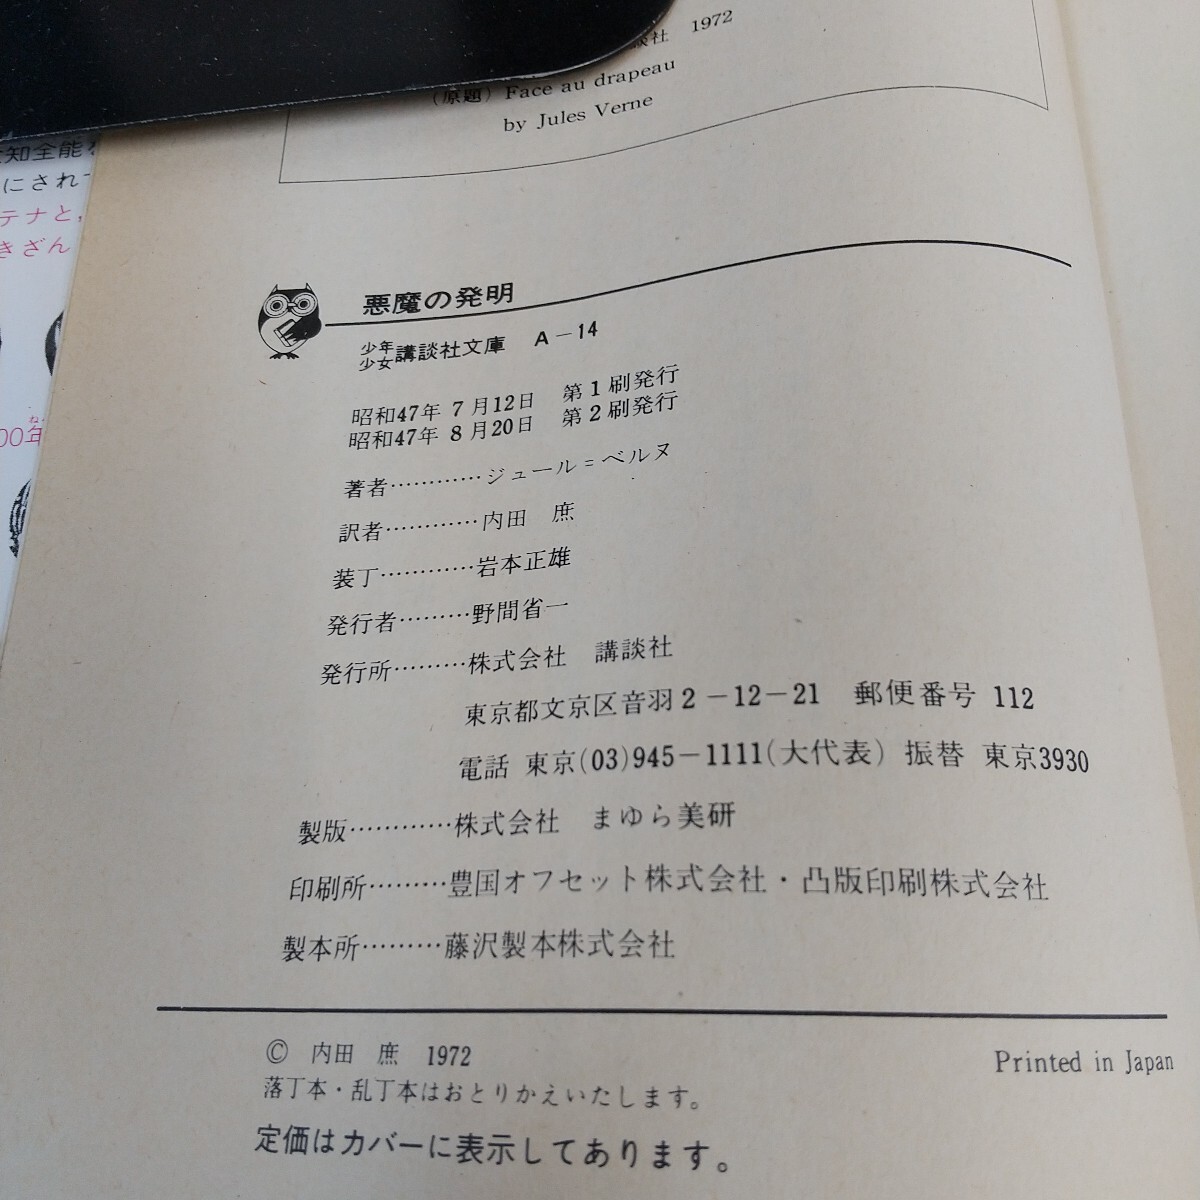 談社 1972
(原題) Face au drapeau
by Jules Verne
知全能
にされ
テナと,
きざん
00年
悪魔の発明
少年少女講談社文庫 A-14
昭和47年 7月12日 第1刷発行
昭和47年 8月20日 第2刷発行
著者…………ジュール=ベルヌ
訳者…………内田 庶
装丁…………岩本正雄
発行者………野間省一
発行所………株式会社 講談社
東京都文京区音羽2-12-21 郵便番号 112
電話 東京(03)945-1111(大代表) 振替 東京3930
製版…………株式会社 まゆら美研
印刷所………豊国オフセット株式会社・凸版印刷株式会社
製本所………藤沢製本株式会社
© 内田 庶 1972
Printed in Japan
落丁本・乱丁本はおとりかえいたします。
定価はカバーに表示してあります。